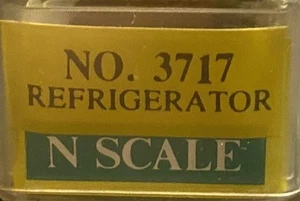 NO. 3717
REFRIGERATOR
N SCALE